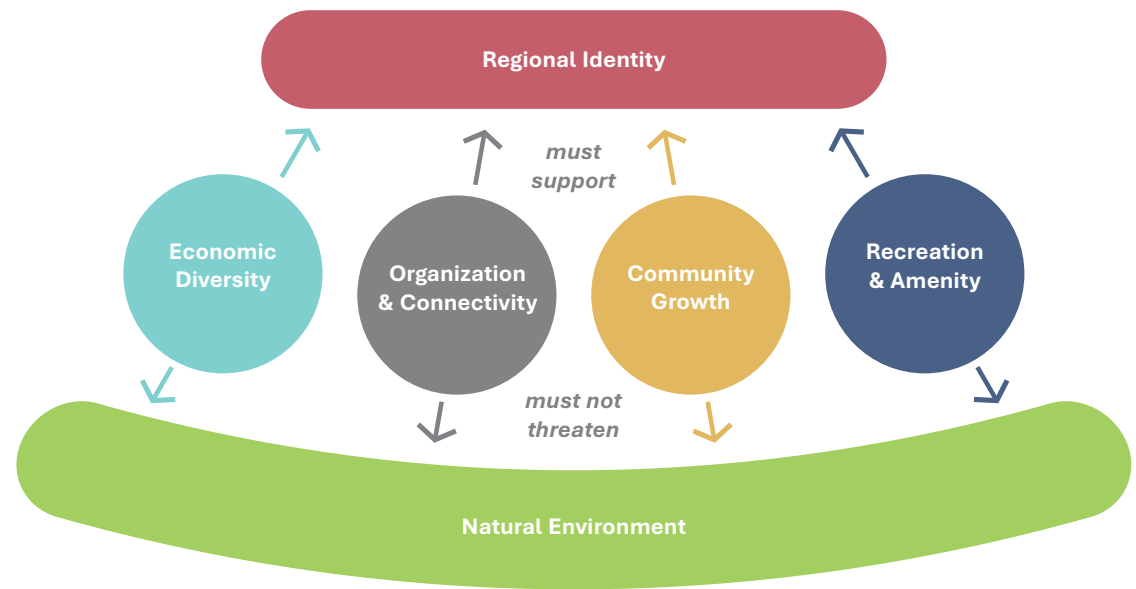 Regional Identity
must
support
Economic
Diversity
Organization
& Connectivity
Community
Growth
Recreation
& Amenity
must not
threaten
Natural Environment